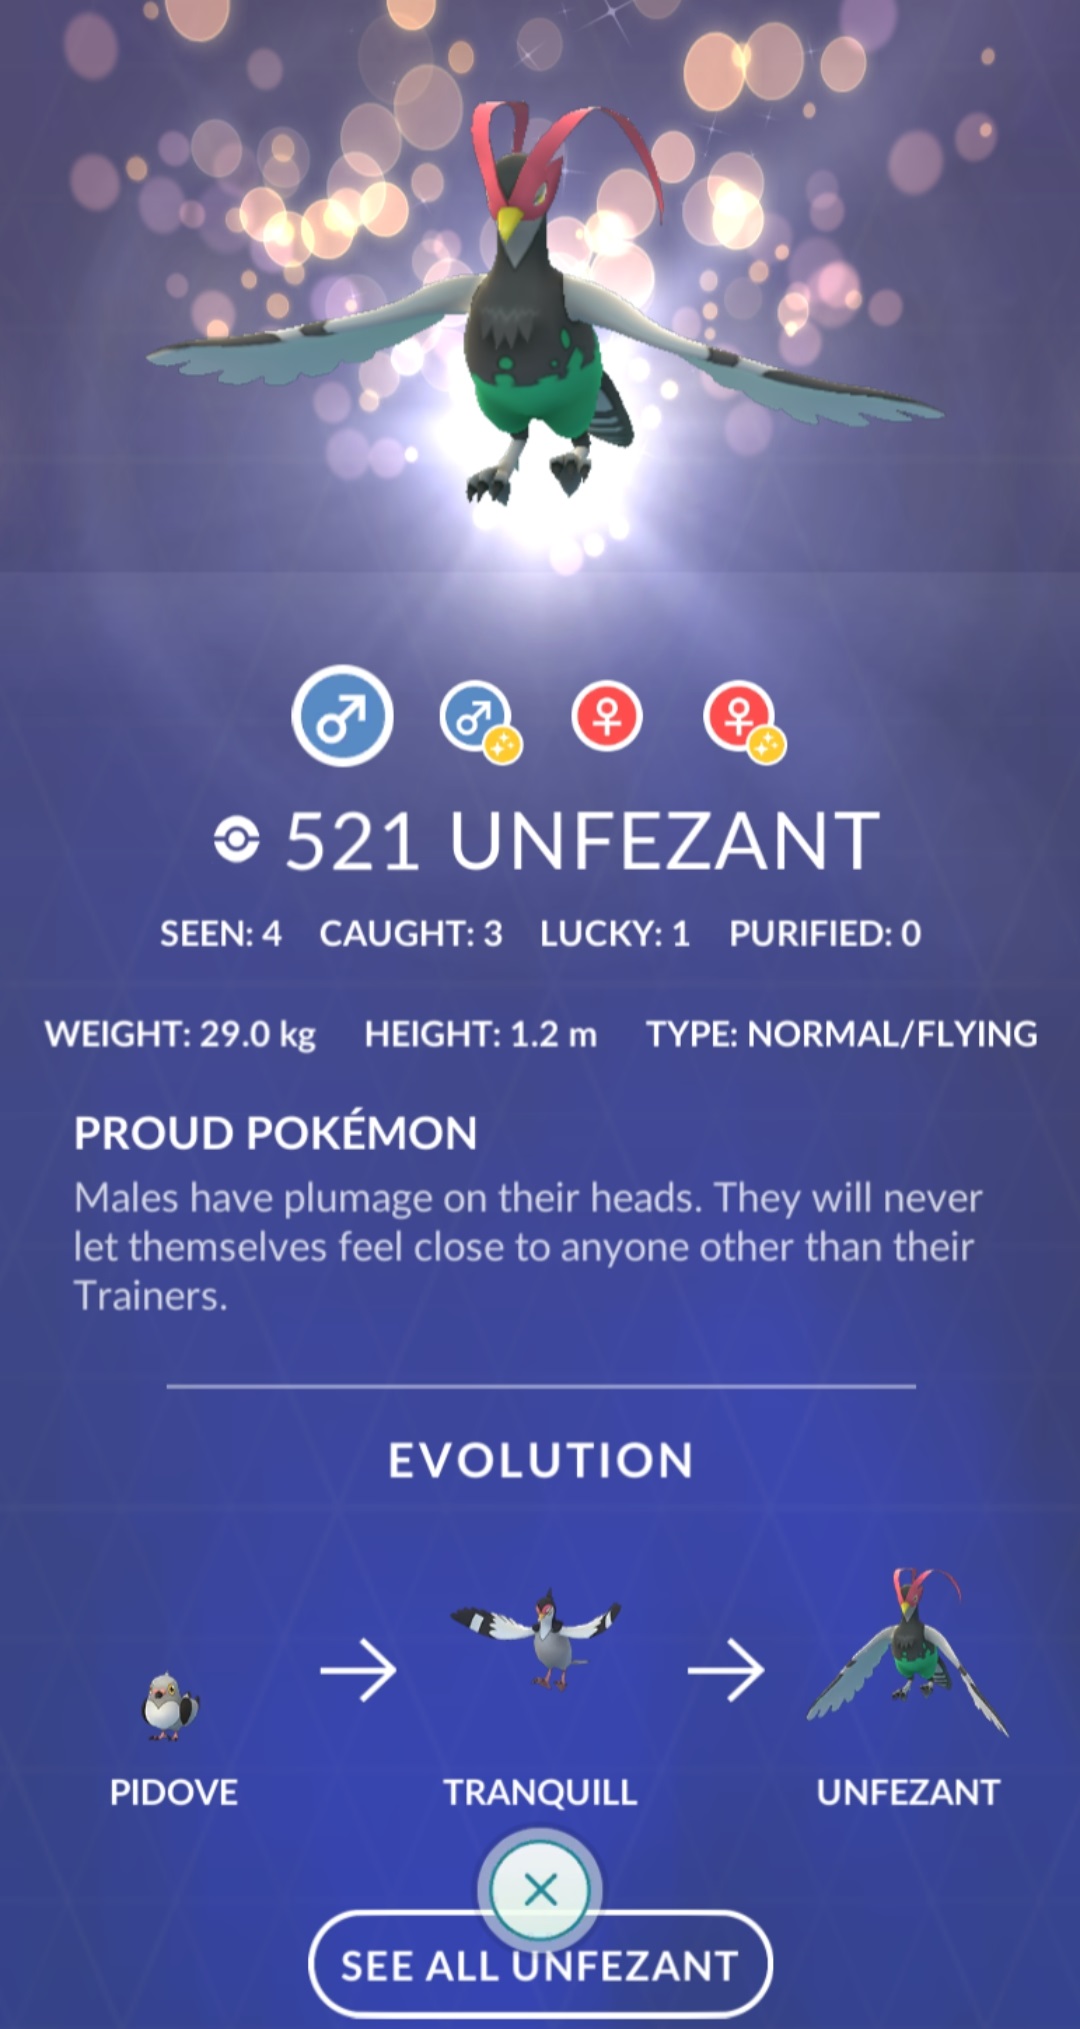 521 UNFEZANT
SEEN: 4 CAUGHT: 3 LUCKY: 1 PURIFIED: 0
WEIGHT: 29.0 kg HEIGHT: 1.2 m TYPE: NORMAL/FLYING
PROUD POKÉMON
Males have plumage on their heads. They will never
let themselves feel close to anyone other than their
Trainers.
EVOLUTION
PIDOVE TRANQUILL UNFEZANT
SEE ALL UNFEZANT